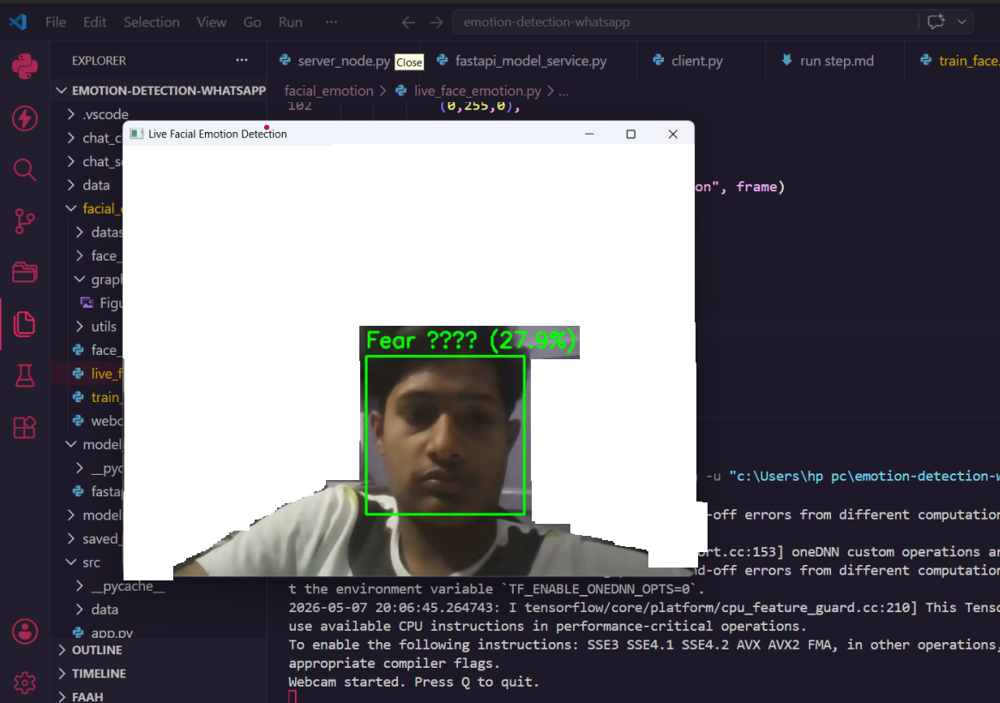 File Edit Selection View Go Run ··· emotion-detection-whatsapp
EXPLORER ···
server_node.py Close fastapi_model_service.py client.py run step.md train_face.
EMOTION-DETECTION-WHATSAPP
facial_emotion > live_face_emotion.py > ...
102 (0,255,0),
.vscode
chat_c
chat_s
data
facial_e
datas
face_
graph
Figu
utils
face_
live_f
train_
webc
model
__pyc
fasta
model
saved_
src
__pycache__
data
app.py
OUTLINE
TIMELINE
FAAH
Live Facial Emotion Detection
on", frame)
Fear ???? (27.9%)
-u "c:\Users\hp pc\emotion-detection-w
-off errors from different computation
ort.cc:153] oneDNN custom operations ar
d-off errors from different computation
t the environment variable `TF_ENABLE_ONEDNN_OPTS=0`.
2026-05-07 20:06:45.264743: I tensorflow/core/platform/cpu_feature_guard.cc:210] This Tenso
use available CPU instructions in performance-critical operations.
To enable the following instructions: SSE3 SSE4.1 SSE4.2 AVX AVX2 FMA, in other operations,
appropriate compiler flags.
Webcam started. Press Q to quit.